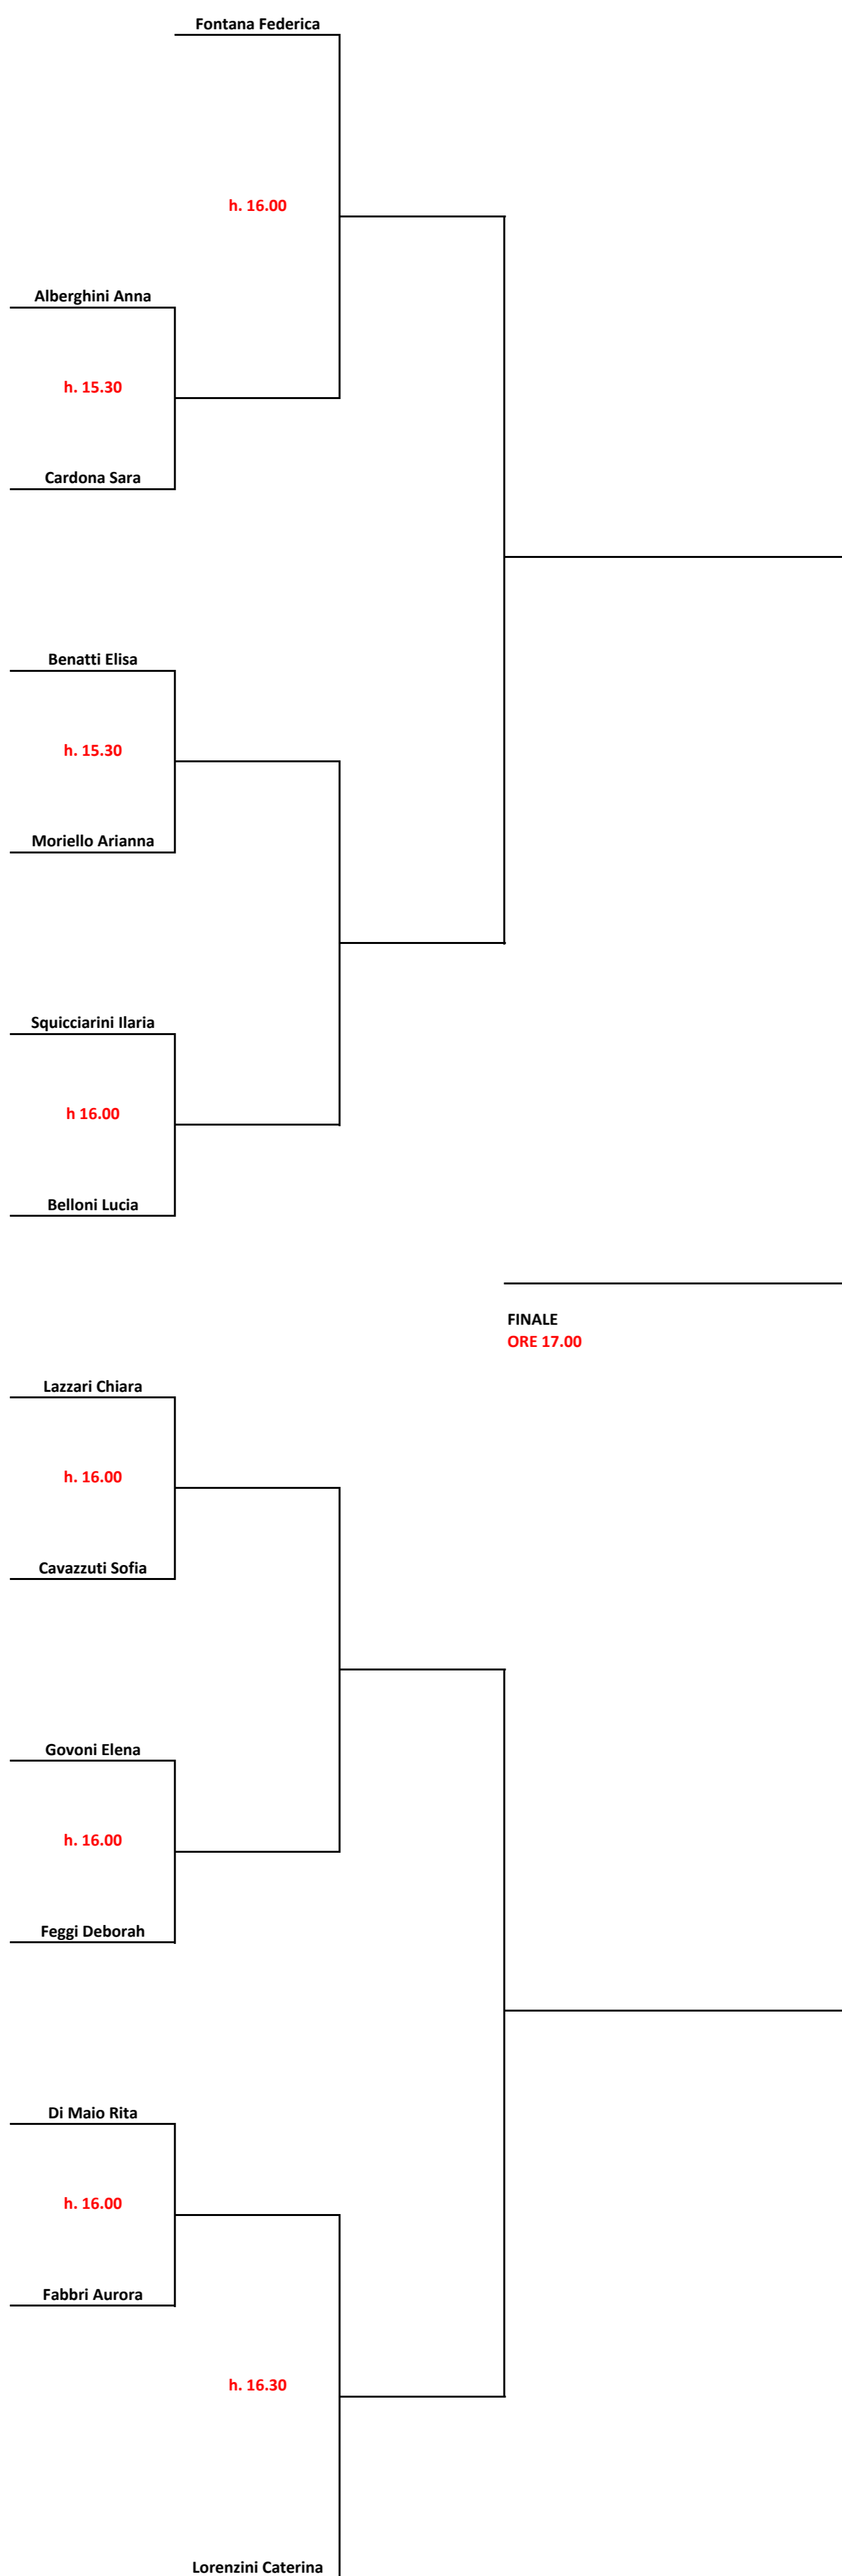 Fontana Federica
h. 16.00
Alberghini Anna
h. 15.30
Cardona Sara
Benatti Elisa
h. 15.30
Moriello Arianna
Squicciarini Ilaria
h 16.00
Belloni Lucia
FINALE
ORE 17.00
Lazzari Chiara
h. 16.00
Cavazzuti Sofia
Govoni Elena
h. 16.00
Feggi Deborah
Di Maio Rita
h. 16.00
Fabbri Aurora
h. 16.30
Lorenzini Caterina